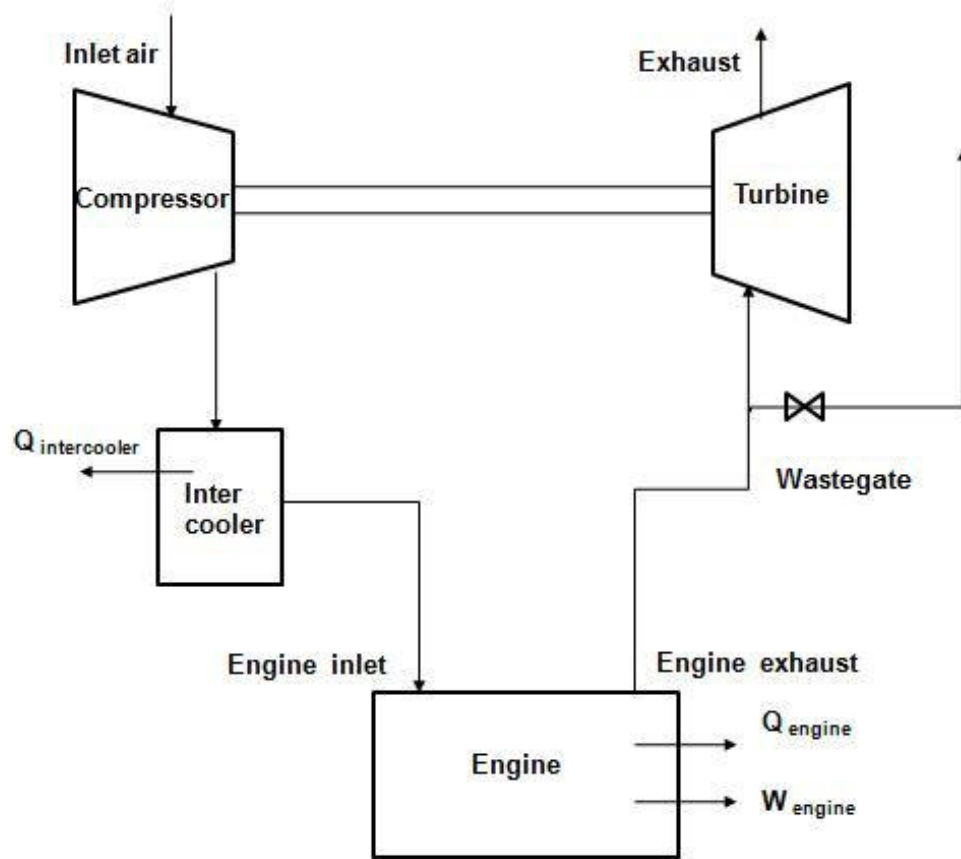 Inlet air
Exhaust
Compressor
Turbine
Q intercooler
Inter
cooler
Wastegate
Engine inlet
Engine exhaust
Q engine
Engine
W engine